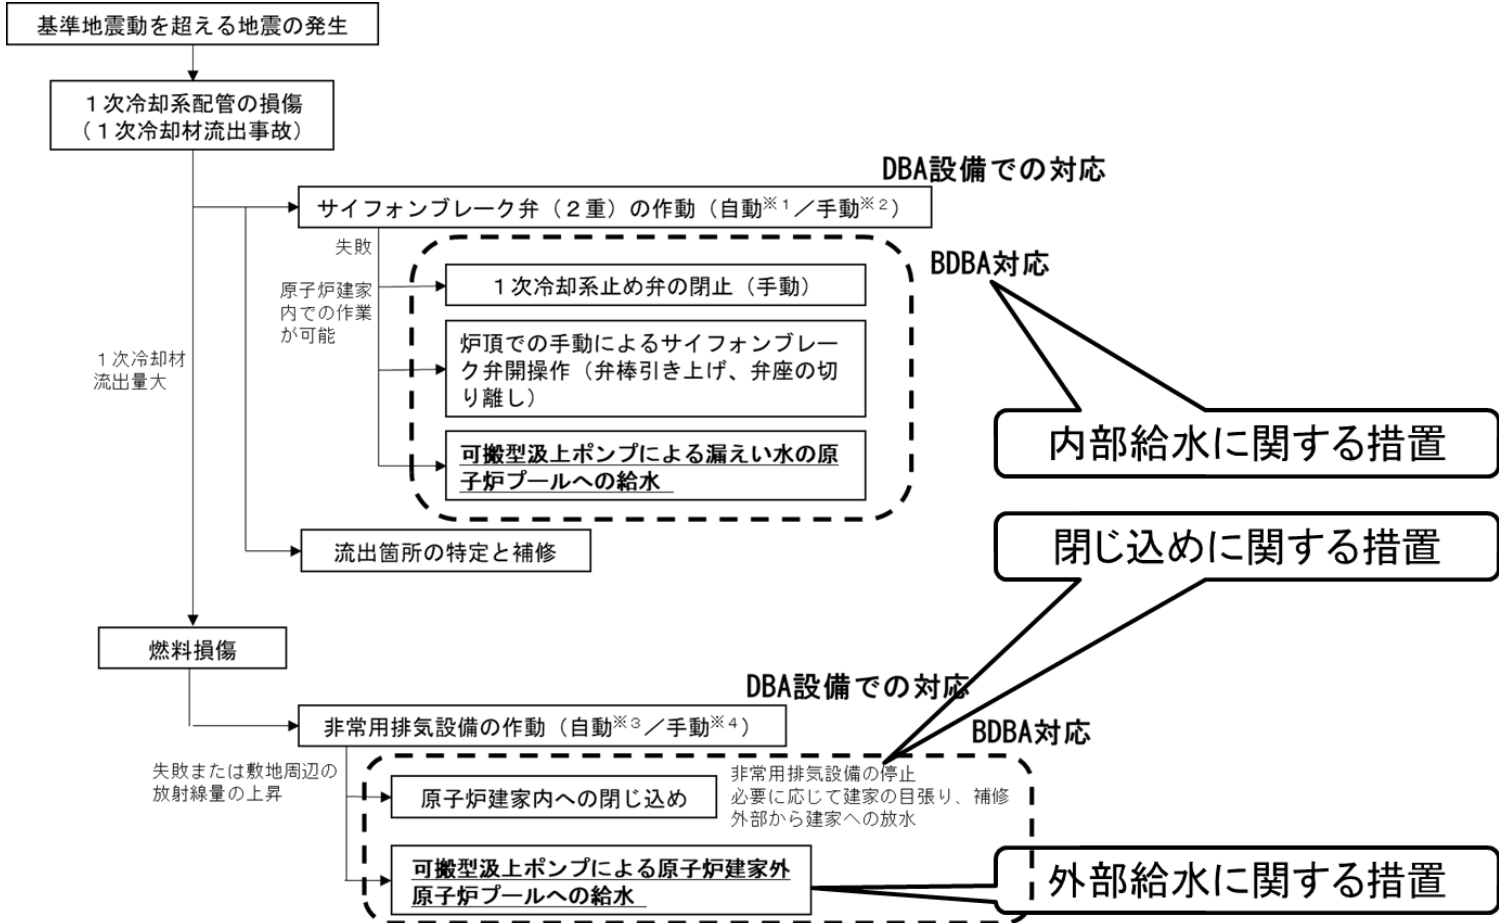 基準地震動を超える地震の発生
１次冷却系配管の損傷
（１次冷却材流出事故）
DBA設備での対応
サイフォンブレーク弁（２重）の作動（自動※１／手動※２）
失敗
BDBA対応
原子炉建家
内での作業
が可能
１次冷却系止め弁の閉止（手動）
炉頂での手動によるサイフォンブレー
ク弁開操作（弁棒引き上げ、弁座の切
り離し）
１次冷却材
流出量大
内部給水に関する措置
可搬型汲上ポンプによる漏えい水の原
子炉プールへの給水
閉じ込めに関する措置
流出箇所の特定と補修
燃料損傷
DBA設備での対応
非常用排気設備の作動（自動※３／手動※４）
BDBA対応
失敗または敷地周辺の
放射線量の上昇
原子炉建家内への閉じ込め
非常用排気設備の停止
必要に応じて建家の目張り、補修
外部から建家への放水
可搬型汲上ポンプによる原子炉建家外
原子炉プールへの給水
外部給水に関する措置